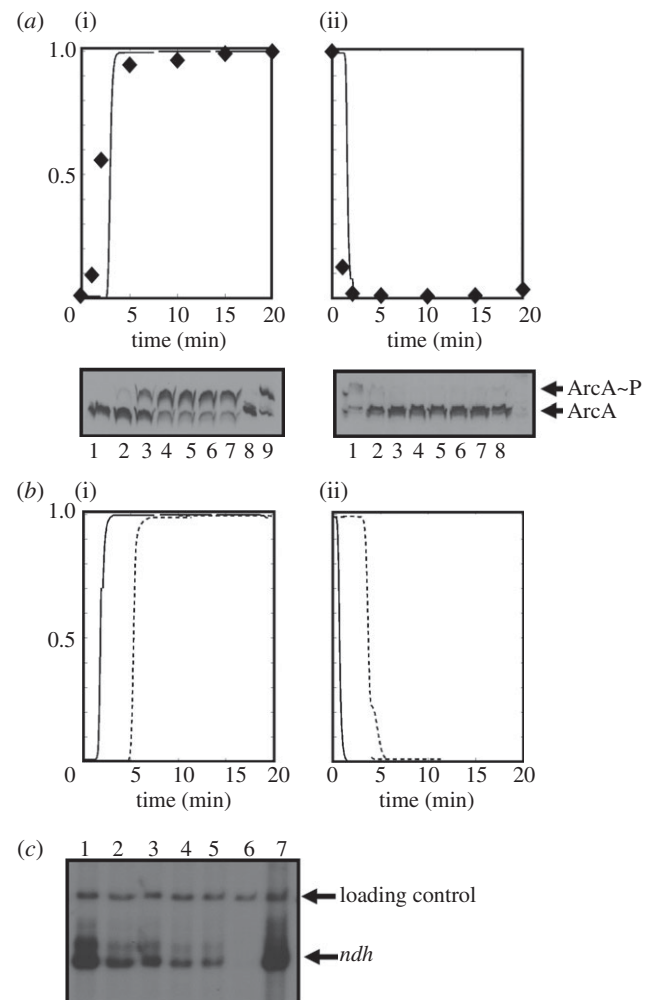 (a) (i) (ii)
1.0
0.5
0 5 10 15 20 0 5 10 15 20
time (min) time (min)
ArcA~P
ArcA
1 2 3 4 5 6 7 8 9 1 2 3 4 5 6 7 8
(b) (i) (ii)
1.0
0.5
0 5 10 15 20 0 5 10 15 20
time (min) time (min)
(c) 1 2 3 4 5 6 7
loading control
ndh